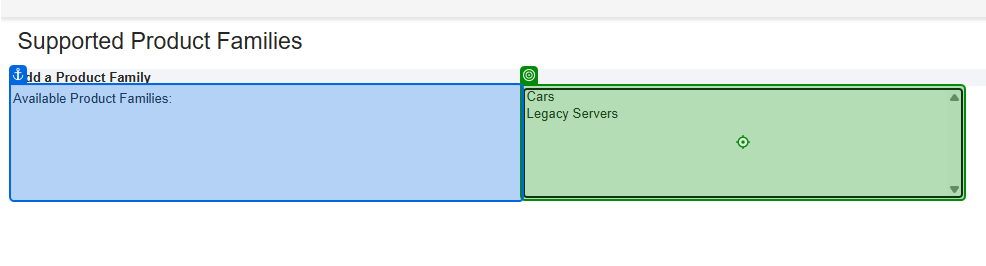 Supported Product Families
dd a Product Family
Available Product Families:
Cars
Legacy Servers